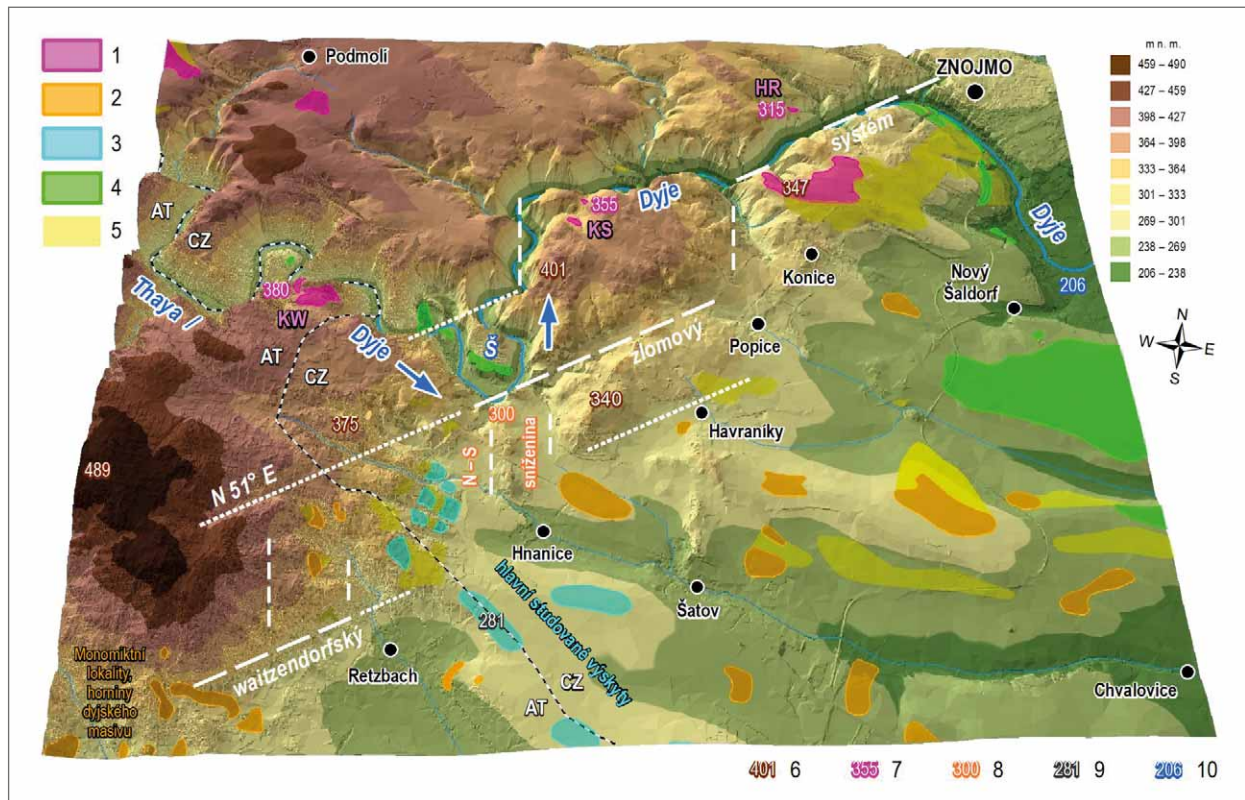 1
2
3
4
5
Podmolí
HR
315
ZNOJMO
systém
347
m n. m.
459 – 490
427 – 459
398 – 427
364 – 398
333 – 364
301 – 333
269 – 301
238 – 269
206 – 238
AT
CZ
355
KS
Dyje
Dyje
401
Konice
Nový
Šaldorf
206
N
W E
S
380
KW
Thaya /
Dyje
Š
AT
CZ
Popice
zlomový
340
375
300
Havraníky
489
N 51° E
N – S
sníženina
Hnanice
Šatov
hlavní studované výskyty
281
waitzendorfský
Retzbach
CZ
AT
Chvalovice
Monomiktní
lokality,
horniny
dyjského
masivu
401 6
355 7
300 8
281 9
206 10